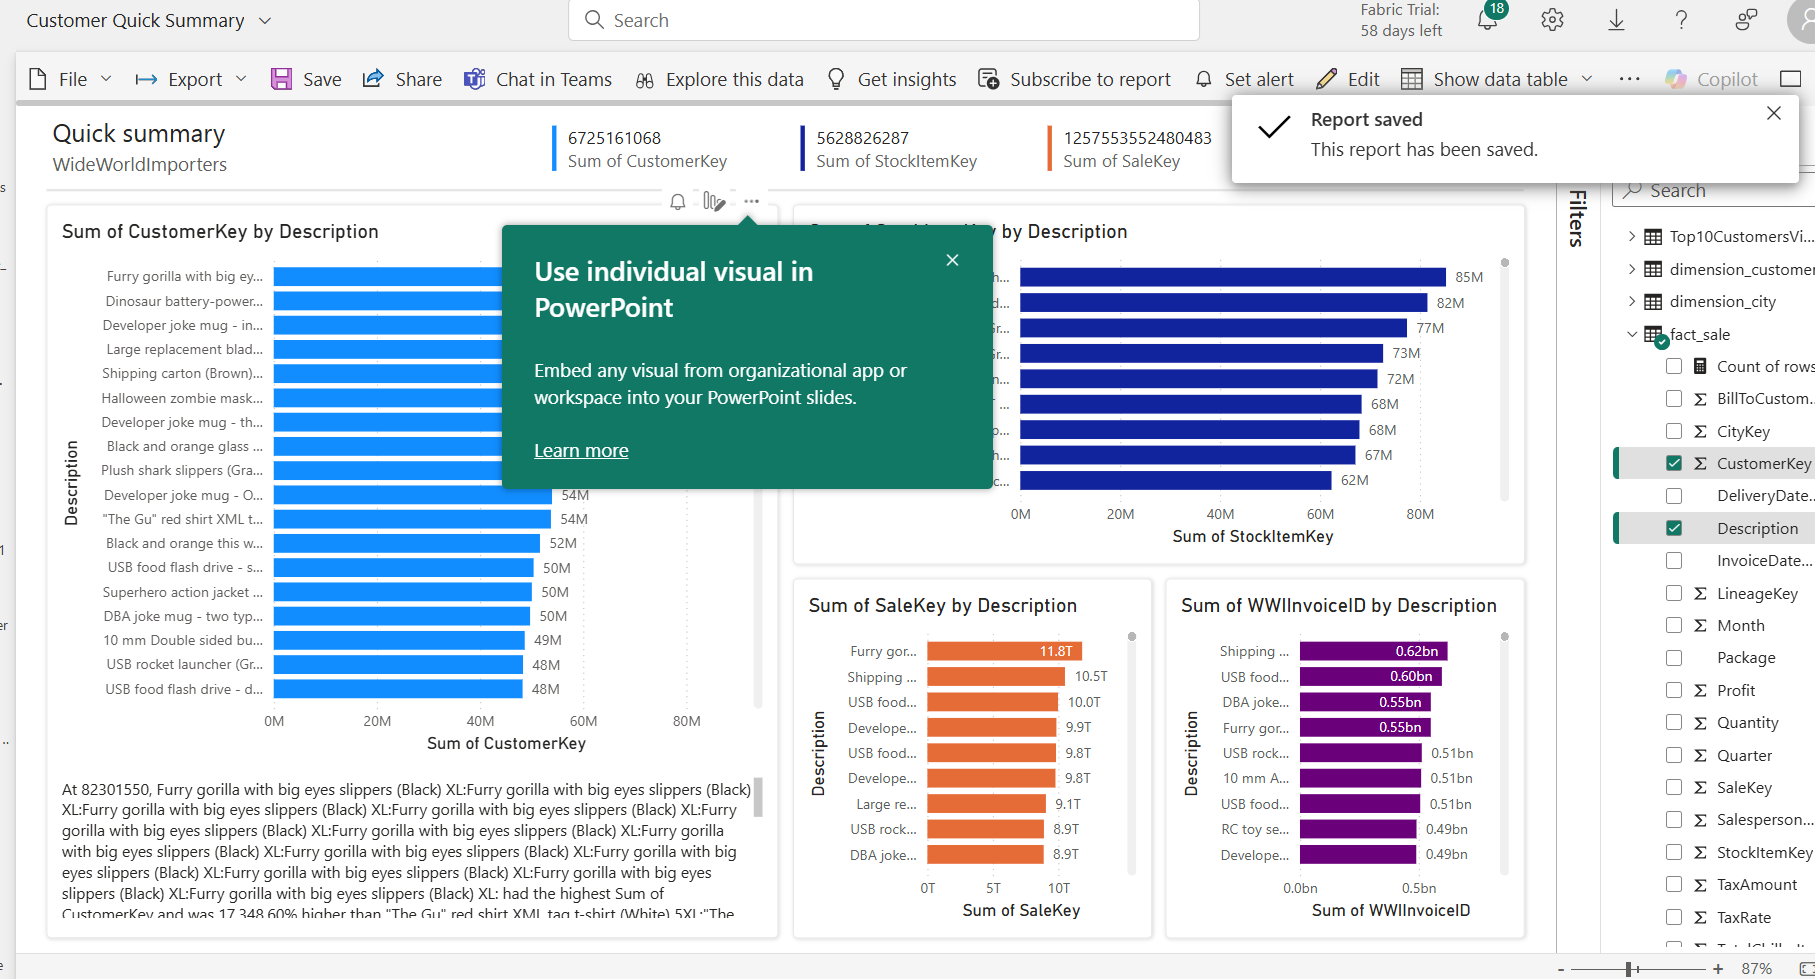 Customer Quick Summary
Search
Fabric Trial:
58 days left
18
File
Export
Save
Share
Chat in Teams
Explore this data
Get insights
Subscribe to report
Set alert
Edit
Show data table
Copilot
Report saved
This report has been saved.
Quick summary
WideWorldImporters
6725161068
Sum of CustomerKey
5628826287
Sum of StockItemKey
1257553552480483
Sum of SaleKey
Sum of CustomerKey by Description
Description
Furry gorilla with big ey...
Dinosaur battery-power...
Developer joke mug - in...
Large replacement blad...
Shipping carton (Brown)...
Halloween zombie mask...
Developer joke mug - th...
Black and orange glass ...
Plush shark slippers (Gra...
Developer joke mug - O...
54M
"The Gu" red shirt XML t...
54M
Black and orange this w...
52M
USB food flash drive - s...
50M
Superhero action jacket ...
50M
DBA joke mug - two typ...
50M
10 mm Double sided bu...
49M
USB rocket launcher (Gr...
48M
USB food flash drive - d...
48M
0M 20M 40M 60M 80M
Sum of CustomerKey
At 82301550, Furry gorilla with big eyes slippers (Black) XL:Furry gorilla with big eyes slippers (Black)
XL:Furry gorilla with big eyes slippers (Black) XL:Furry gorilla with big eyes slippers (Black) XL:Furry
gorilla with big eyes slippers (Black) XL:Furry gorilla with big eyes slippers (Black) XL:Furry gorilla
with big eyes slippers (Black) XL:Furry gorilla with big eyes slippers (Black) XL:Furry gorilla with big
eyes slippers (Black) XL:Furry gorilla with big eyes slippers (Black) XL:Furry gorilla with big eyes
slippers (Black) XL:Furry gorilla with big eyes slippers (Black) XL: had the highest Sum of
CustomerKey and was 17,348.60% higher than "The Gu" red shirt XML tag t-shirt (White) 5XL:"The
Use individual visual in
PowerPoint
Embed any visual from organizational app or
workspace into your PowerPoint slides.
Learn more
by Description
85M
82M
77M
73M
72M
68M
68M
67M
62M
0M 20M 40M 60M 80M
Sum of StockItemKey
Sum of SaleKey by Description
Description
Furry gor...
11.8T
Shipping ...
10.5T
USB food...
10.0T
Develope...
9.9T
USB food...
9.8T
Develope...
9.8T
Large re...
9.1T
USB rock...
8.9T
DBA joke...
8.9T
0T 5T 10T
Sum of SaleKey
Sum of WWIInvoiceID by Description
Description
Shipping ...
0.62bn
USB food...
0.60bn
DBA joke...
0.55bn
Furry gor...
0.55bn
USB rock...
0.51bn
10 mm A...
0.51bn
USB food...
0.51bn
RC toy se...
0.49bn
Develope...
0.49bn
0.0bn 0.5bn
Sum of WWIInvoiceID
Filters
Search
Top10CustomersVi...
dimension_customer
dimension_city
fact_sale
Count of rows
BillToCustom...
CityKey
CustomerKey
DeliveryDate...
Description
InvoiceDate...
LineageKey
Month
Package
Profit
Quantity
Quarter
SaleKey
Salesperson...
StockItemKey
TaxAmount
TaxRate
- + 87%